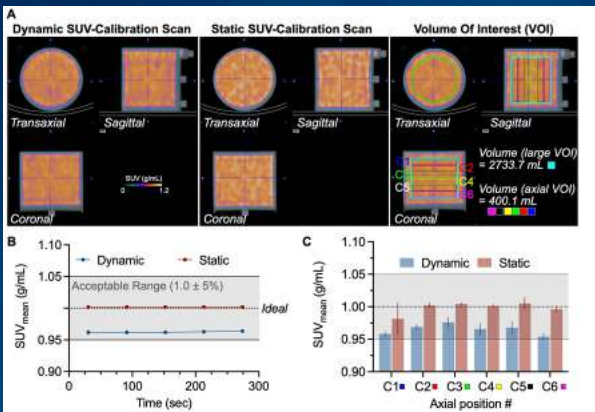 A
Dynamic SUV-Calibration Scan
Static SUV-Calibration Scan
Volume Of Interest (VOI)
Transaxial
Sagittal
Transaxial
Sagittal
Transaxial
Sagittal
SUV (g/mL)
0
1.2
Coronal
Coronal
Coronal
C1
C2
C3
C4
C5
C6
Volume (large VOI)
= 2733.7 mL
Volume (axial VOI)
= 400.1 mL
B
Dynamic
Static
Acceptable Range (1.0 ± 5%)
Ideal
SUVmean (g/mL)
1.10
1.05
1.00
0.95
0.90
0
100
200
300
Time (sec)
C
Dynamic
Static
SUVmean (g/mL)
1.10
1.05
1.00
0.95
0.90
C1
C2
C3
C4
C5
C6
Axial position #